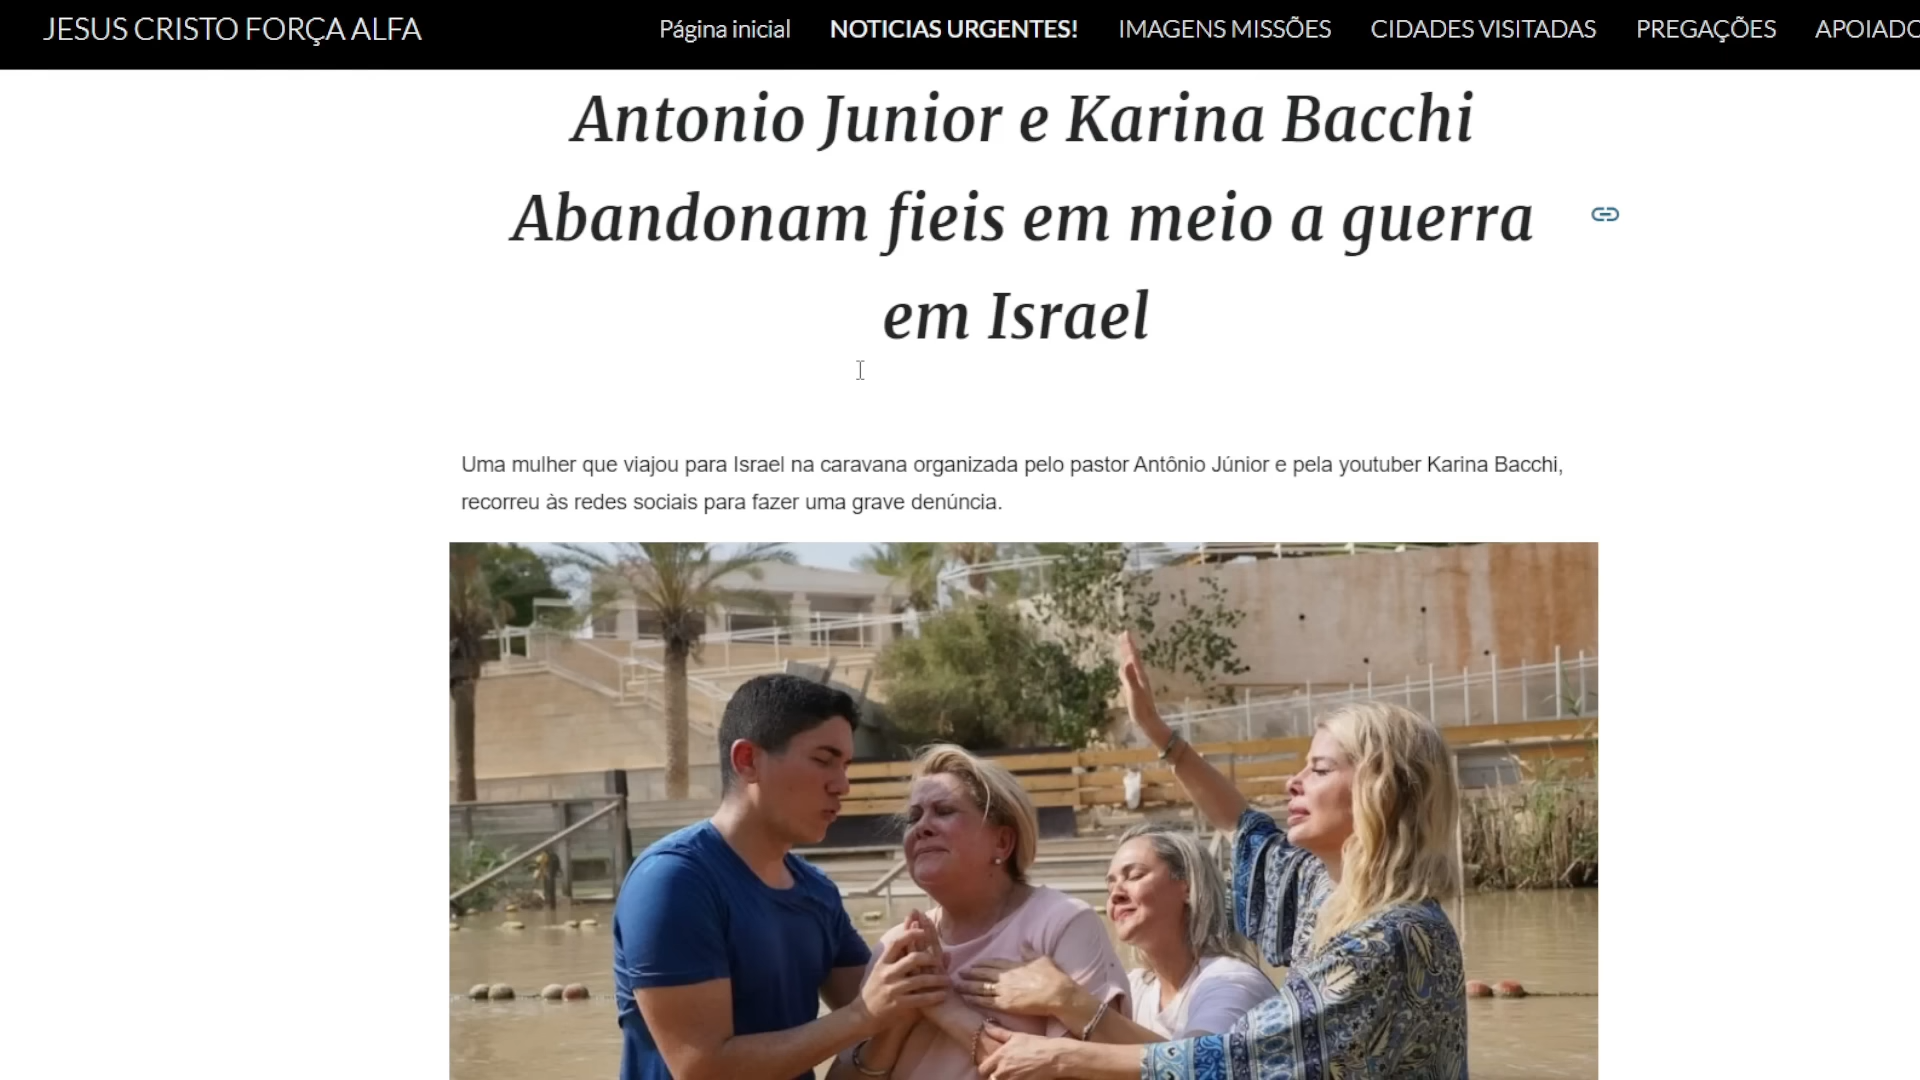 JESUS CRISTO FORÇA ALFA
Página inicial
NOTICIAS URGENTES!
IMAGENS MISSÕES
CIDADES VISITADAS
PREGAÇÕES
Antonio Junior e Karina Bacchi
Abandonam fieis em meio a guerra
em Israel
Uma mulher que viajou para Israel na caravana organizada pelo pastor Antônio Júnior e pela youtuber Karina Bacchi,
recorreu às redes sociais para fazer uma grave denúncia.